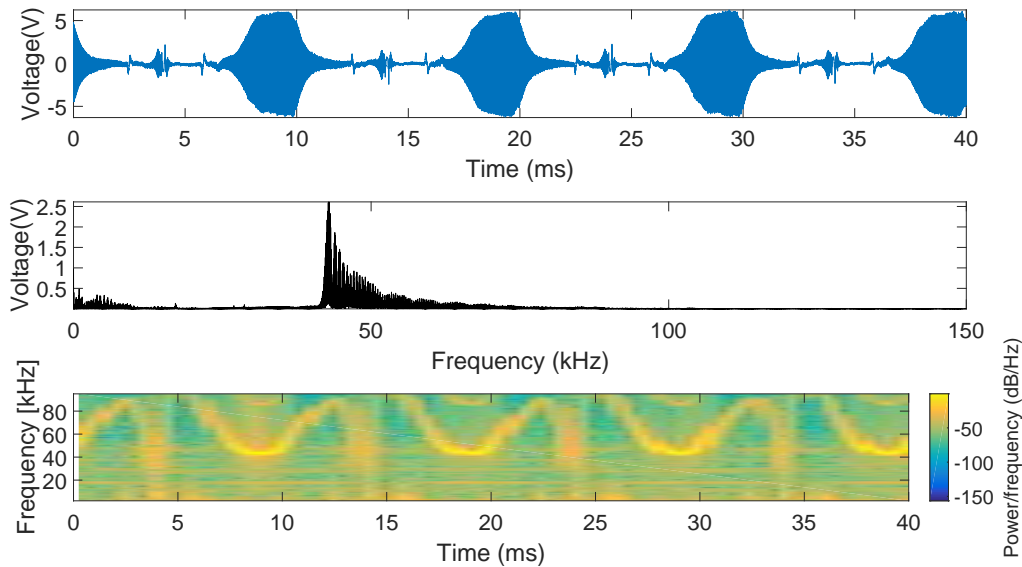 Voltage(V)
5
0
-5
0 5 10 15 20 25 30 35 40
Time (ms)
Voltage(V)
2.5
2
1.5
1
0.5
0 50 100 150
Frequency (kHz)
Frequency [kHz]
80
60
40
20
0 5 10 15 20 25 30 35 40
Time (ms)
-50
-100
-150
Power/frequency (dB/Hz)